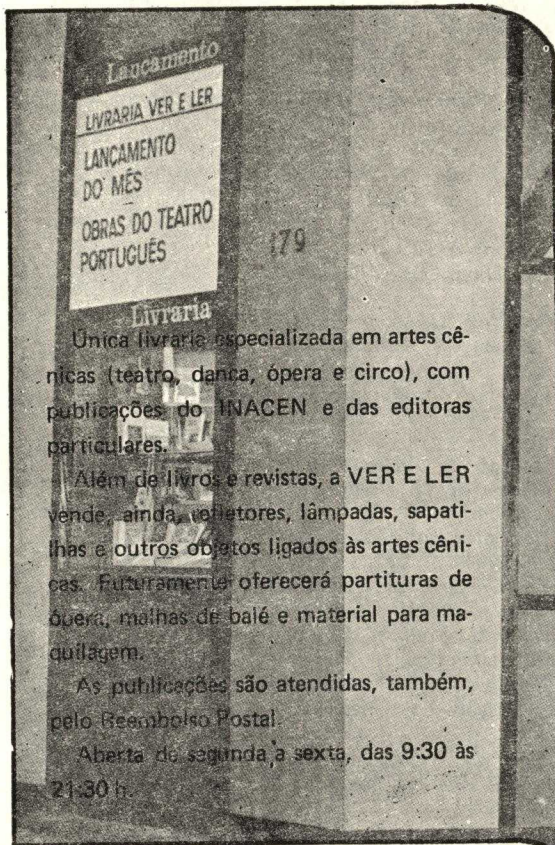 Lançamento
LIVRARIA VER E LER
LANÇAMENTO
DO MÊS
OBRAS DO TEATRO
PORTUGUÊS
179
Livraria
Única livraria especializada em artes cê-
nicas (teatro, dança, ópera e circo), com
publicações do INACEN e das editoras
particulares.
Além de livros e revistas, a VER E LER
vende, ainda, refletores, lâmpadas, sapati-
lhas e outros objetos ligados às artes cêni-
cas. Futuramente oferecerá partituras de
ópera, malhas de balé e material para ma-
quilagem.
As publicações são atendidas, também,
pelo Reembolso Postal.
Aberta de segunda a sexta, das 9:30 às
21:30 h.